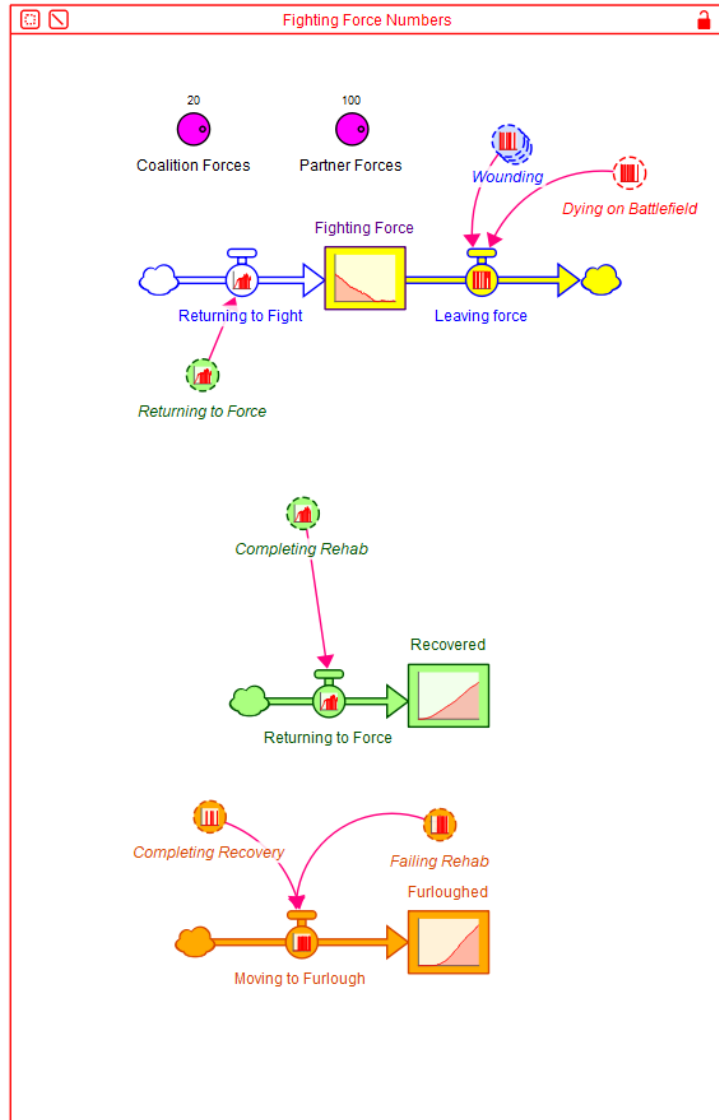 Fighting Force Numbers
20
100
Coalition Forces
Partner Forces
Wounding
Dying on Battlefield
Fighting Force
Returning to Fight
Leaving force
Returning to Force
Completing Rehab
Recovered
Returning to Force
Completing Recovery
Failing Rehab
Furloughed
Moving to Furlough